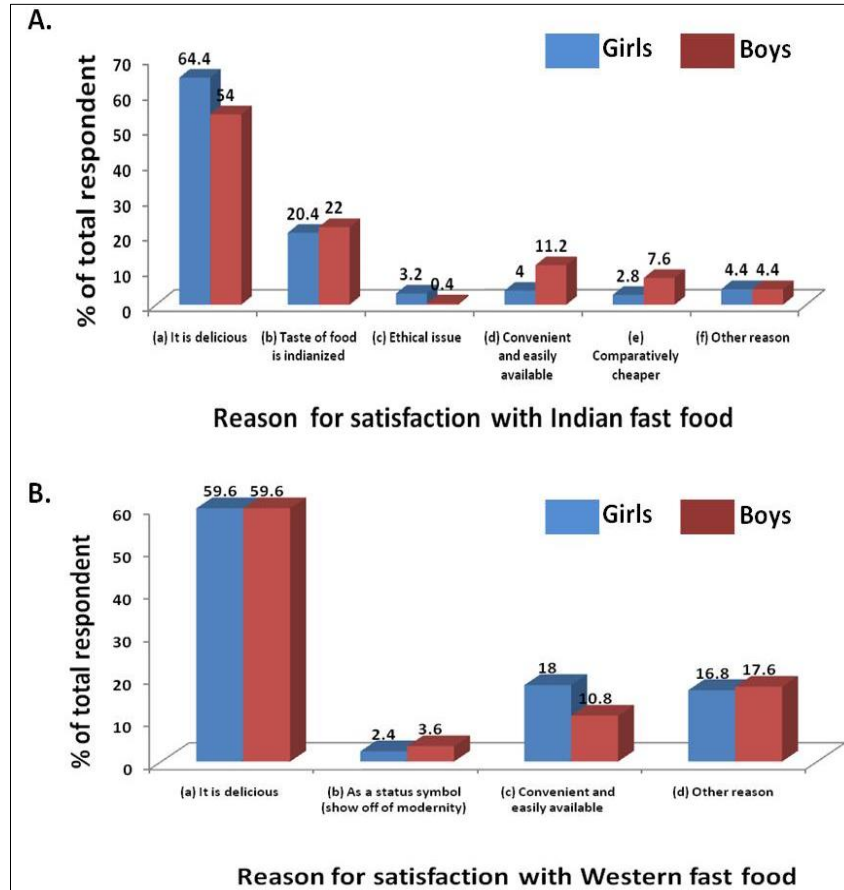 A.
Girls Boys
% of total respondent
70
60
50
40
30
20
10
0
64.4
54
20.4
22
3.2
0.4
4
11.2
2.8
7.6
4.4
4.4
(a) It is delicious
(b) Taste of food
is indianized
(c) Ethical issue
(d) Convenient
and easily
available
(e)
Comparatively
cheaper
(f) Other reason
Reason for satisfaction with Indian fast food
B.
Girls Boys
% of total respondent
60
50
40
30
20
10
0
59.6
59.6
2.4
3.6
18
10.8
16.8
17.6
(a) It is delicious
(b) As a status symbol
(show off of modernity)
(c) Convenient and
easily available
(d) Other reason
Reason for satisfaction with Western fast food